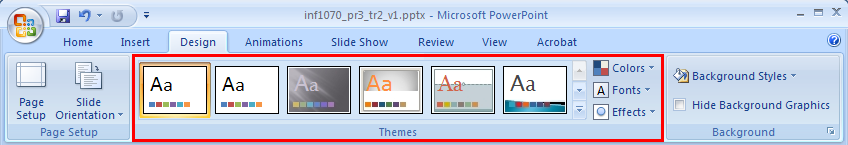 inf1070_pr3_tr2_v1.pptx - Microsoft PowerPoint
Home Insert Design Animations Slide Show Review View Acrobat
Page Setup
Slide Orientation
Aa Aa Aa Aa Aa Aa
Colors
Fonts
Effects
Background Styles
Hide Background Graphics
Page Setup Themes Background